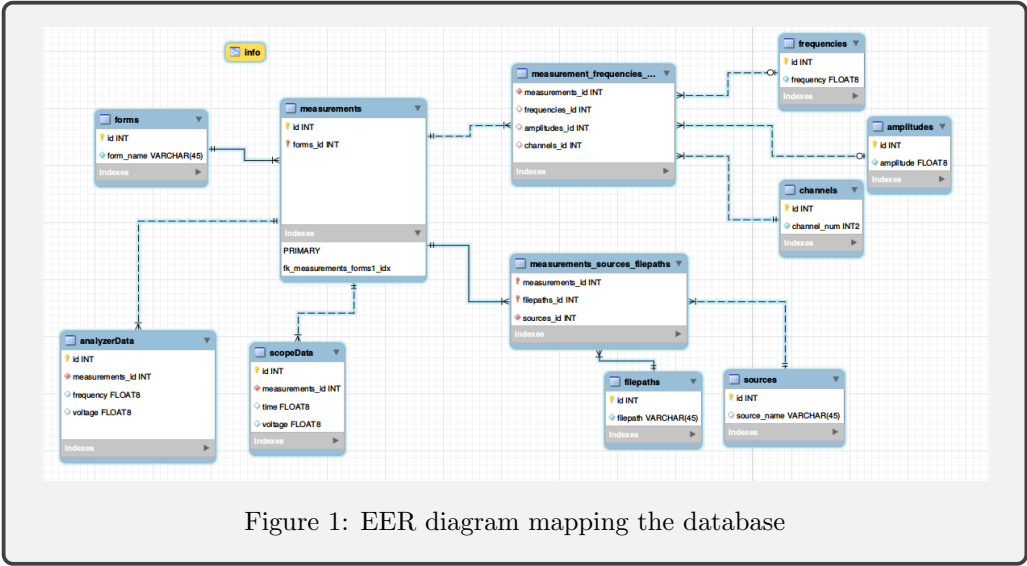 info
forms
id INT
form_name VARCHAR(45)
Indexes
measurements
id INT
forms_id INT
Indexes
PRIMARY
fk_measurements_forms1_idx
measurement_frequencies_...
measurements_id INT
frequencies_id INT
amplitudes_id INT
channels_id INT
Indexes
frequencies
id INT
frequency FLOAT8
Indexes
amplitudes
id INT
amplitude FLOAT8
Indexes
channels
id INT
channel_num INT2
Indexes
measurements_sources_filepaths
measurements_id INT
filepaths_id INT
sources_id INT
Indexes
analyzerData
id INT
measurements_id INT
frequency FLOAT8
voltage FLOAT8
Indexes
scopeData
id INT
measurements_id INT
time FLOAT8
voltage FLOAT8
Indexes
filepaths
id INT
filepath VARCHAR(45)
Indexes
sources
id INT
source_name VARCHAR(45)
Indexes
Figure 1: EER diagram mapping the database